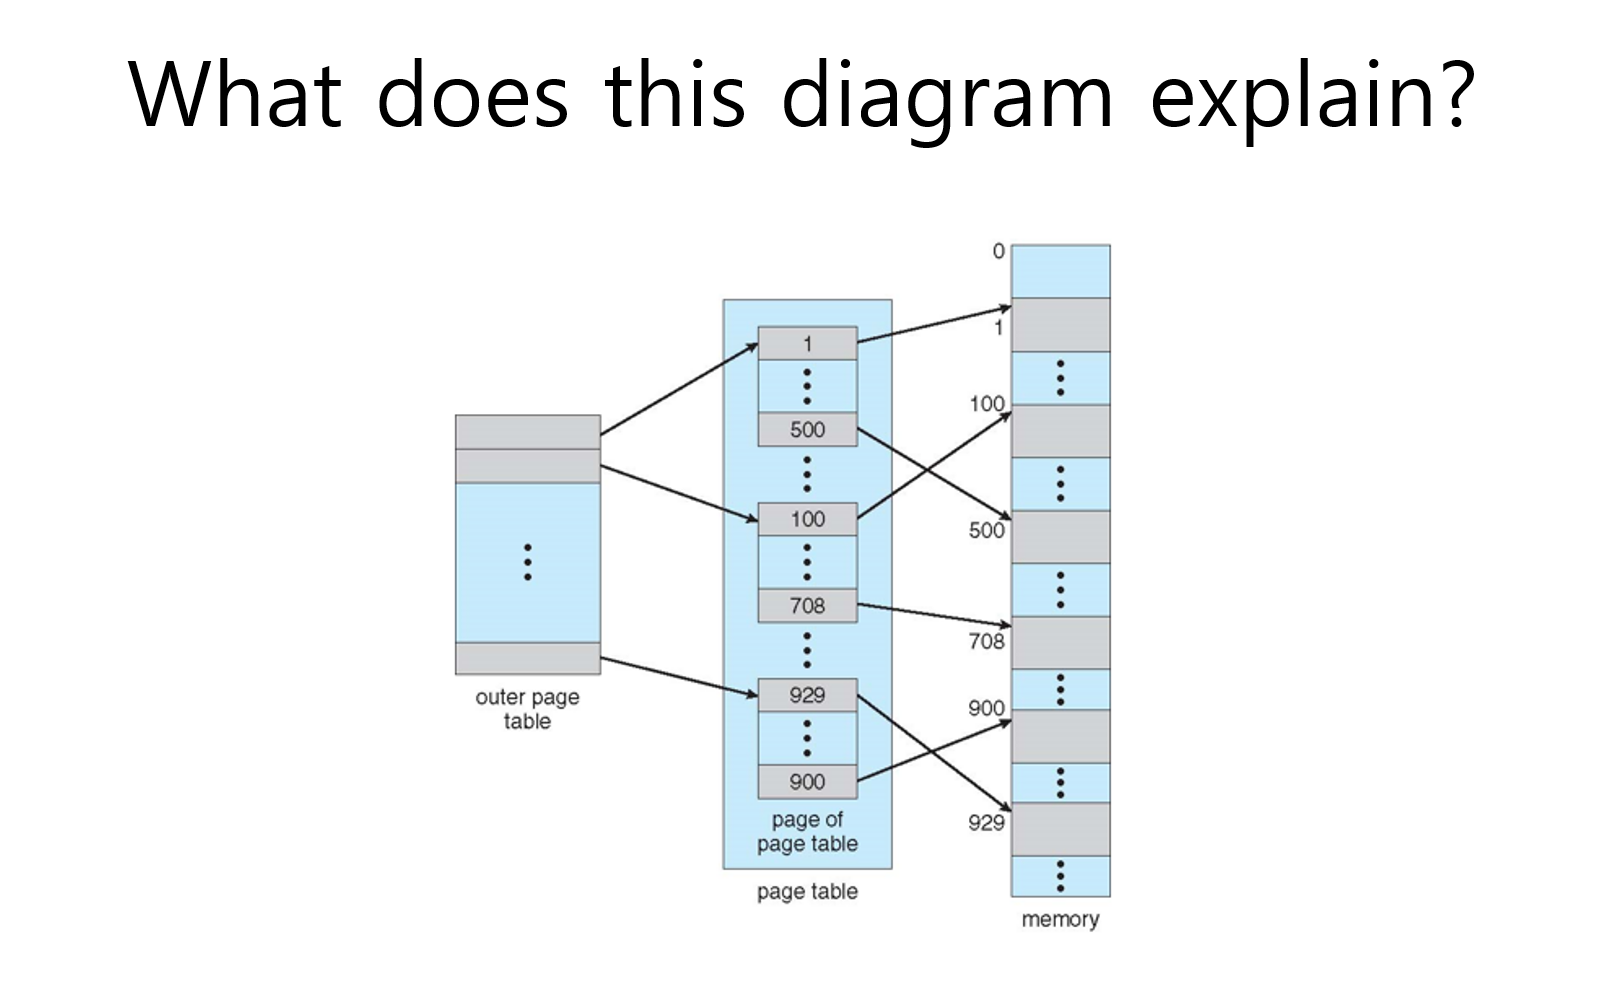 What does this diagram explain?
outer page
table
1
500
100
708
929
900
page of
page table
page table
0
1
100
500
708
900
929
memory